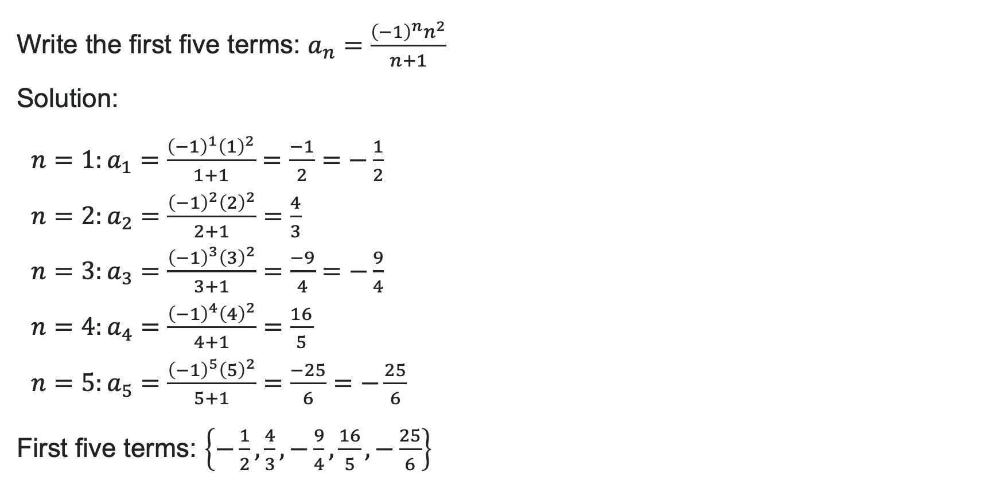 Write the first five terms: $a_n = \frac{(-1)^n n^2}{n+1}$
Solution:
$n = 1: a_1 = \frac{(-1)^1(1)^2}{1+1} = \frac{-1}{2} = -\frac{1}{2}$
$n = 2: a_2 = \frac{(-1)^2(2)^2}{2+1} = \frac{4}{3}$
$n = 3: a_3 = \frac{(-1)^3(3)^2}{3+1} = \frac{-9}{4} = -\frac{9}{4}$
$n = 4: a_4 = \frac{(-1)^4(4)^2}{4+1} = \frac{16}{5}$
$n = 5: a_5 = \frac{(-1)^5(5)^2}{5+1} = \frac{-25}{6} = -\frac{25}{6}$
First five terms: $\left\{-\frac{1}{2}, \frac{4}{3}, -\frac{9}{4}, \frac{16}{5}, -\frac{25}{6}\right\}$